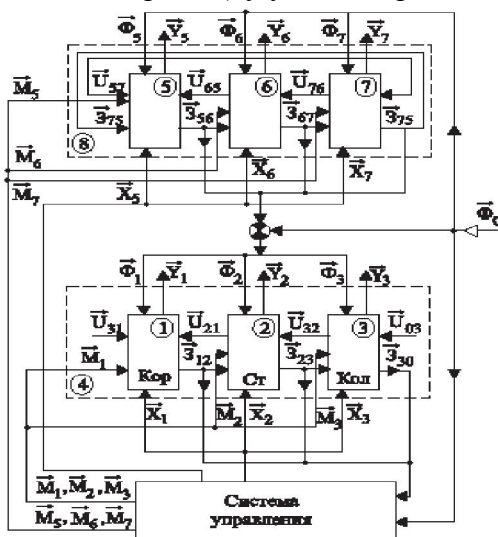 Φ₅ Y₅ Φ₆ Y₆ Φ₇ Y₇
U₅₇ U₆₅ U₇₆
M₅ 5 6 7
З₇₅ З₅₆ З₆₇ З₇₅
8
M₆
M₇ X₅ X₆ X₇
Φ₁ Y₁ Φ₂ Y₂ Φ₃ Y₃
U₃₁ 1 U₂₁ 2 U₃₂ 3 U₀₃
M₁ З₁₂ З₂₃ З₃₀
4 Кор Ст Кол
X₁ M₂ X₂ M₃ X₃
M₁, M₂, M₃
M₅, M₆, M₇
Система
управления